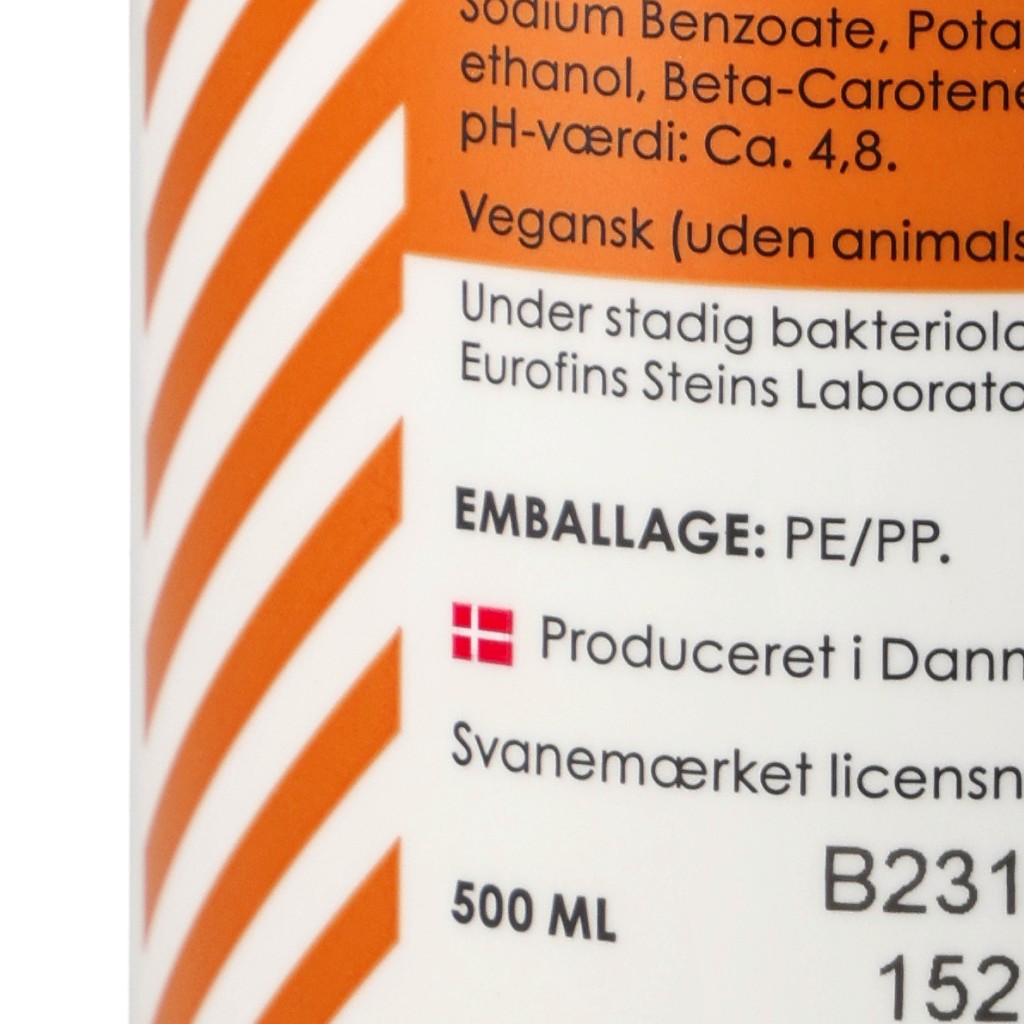 Sodium Benzoate, Pota
ethanol, Beta-Carotene
pH-værdi: Ca. 4,8.
Vegansk (uden animals
Under stadig bakteriolo
Eurofins Steins Laborato
EMBALLAGE: PE/PP.
Produceret i Danm
Svanemærket licensn
B231
500 ML
152